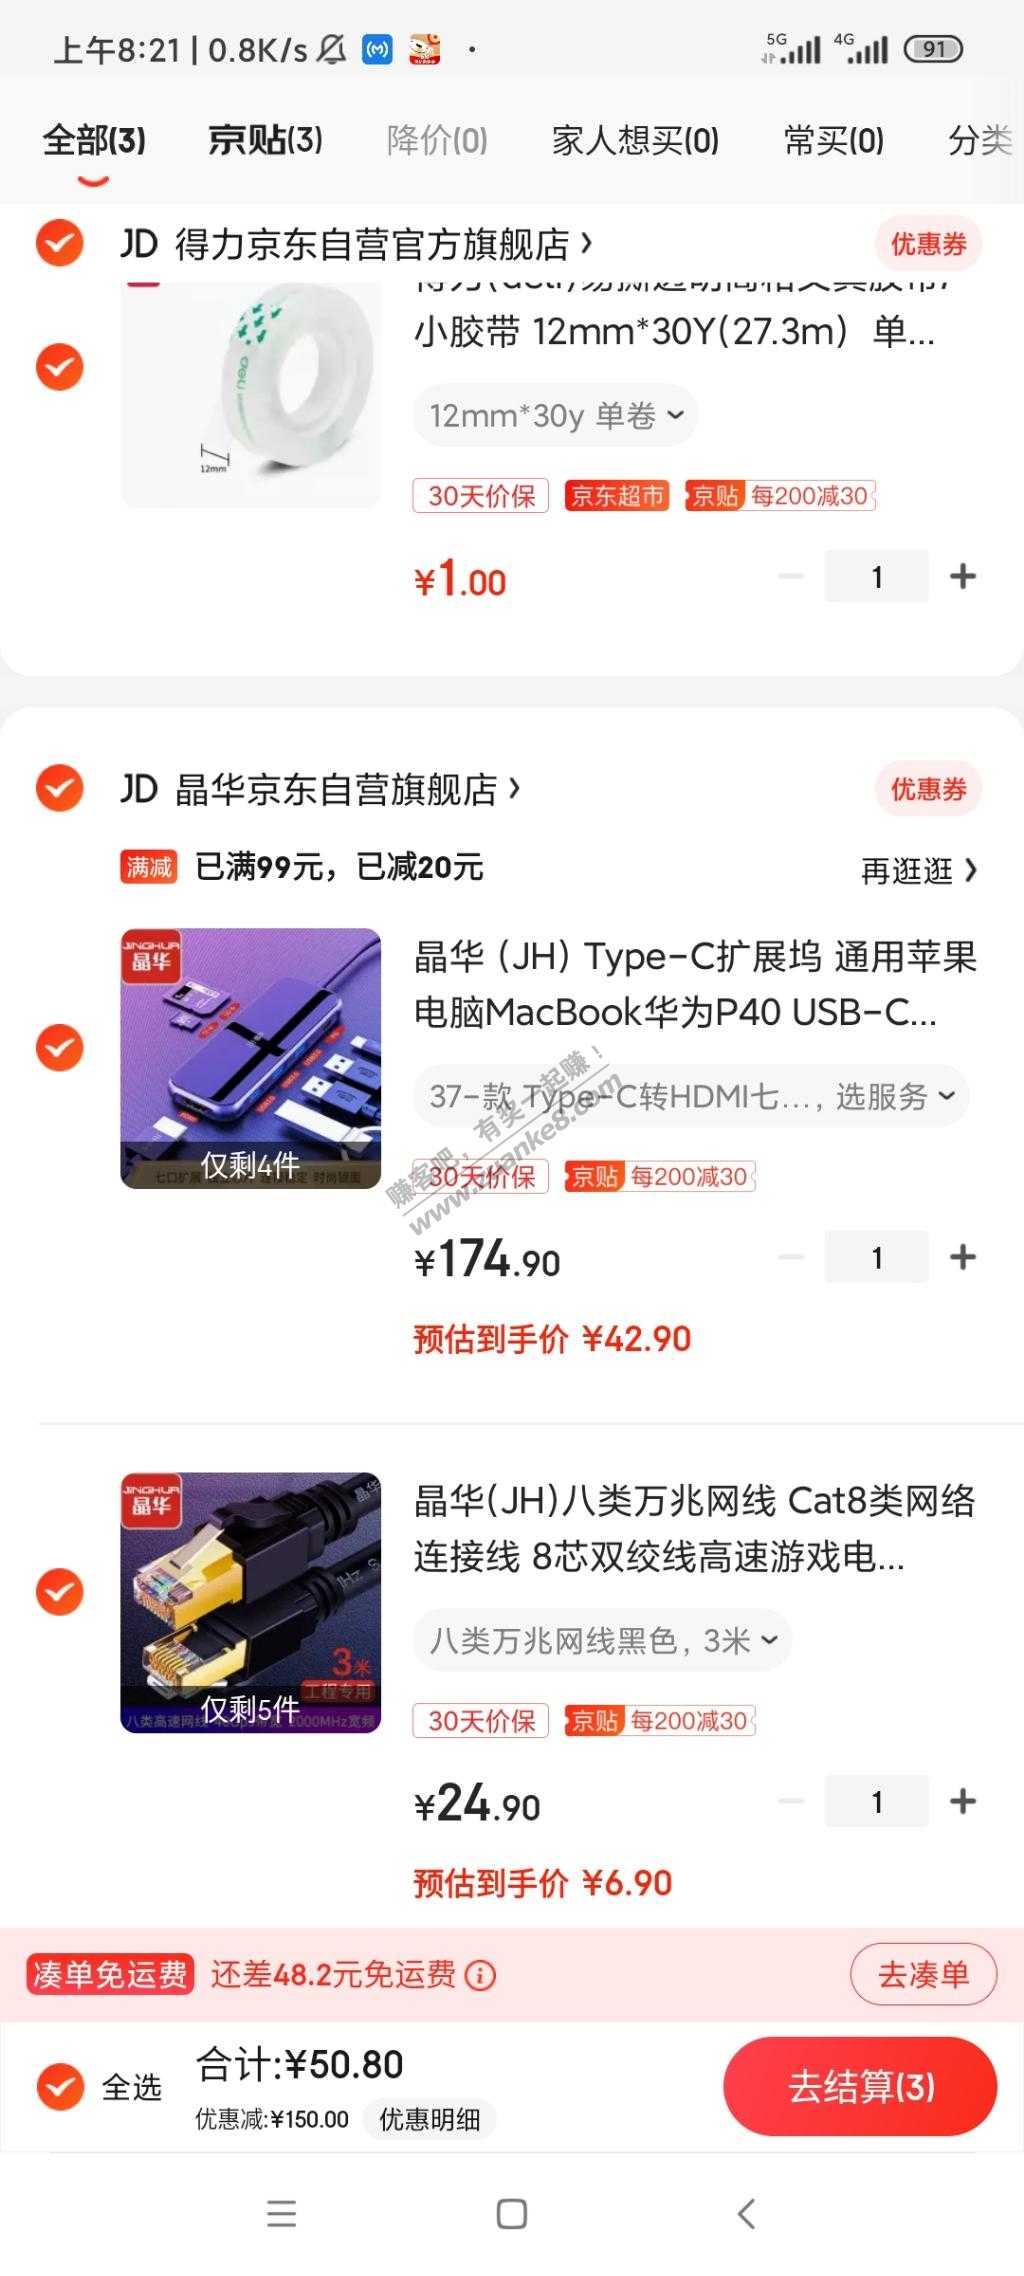 上午8:21 | 0.8K/s
5G 4G 91
全部(3) 京贴(3) 降价(0) 家人想买(0) 常买(0) 分类
JD 得力京东自营官方旗舰店 › 优惠券
小胶带 12mm*30Y(27.3m) 单...
12mm
12mm*30y 单卷
30天价保 京东超市 京贴 每200减30
¥1.00 1 +
JD 晶华京东自营旗舰店 › 优惠券
满减 已满99元，已减20元 再逛逛 ›
JINGHUA
晶华
晶华（JH）Type-C扩展坞 通用苹果
电脑MacBook华为P40 USB-C...
37-款 Type-C转HDMI七...，选服务
仅剩4件
30天价保 京贴 每200减30
赚客吧，有奖一起赚！
www.zuanke8.com
¥174.90 1 +
预估到手价 ¥42.90
JINGHUA
晶华
晶华(JH)八类万兆网线 Cat8类网络
连接线 8芯双绞线高速游戏电...
八类万兆网线黑色，3米
3米
工程专用
仅剩5件
30天价保 京贴 每200减30
¥24.90 1 +
预估到手价 ¥6.90
凑单免运费 还差48.2元免运费 去凑单
全选 合计:¥50.80
优惠减:¥150.00 优惠明细
去结算(3)